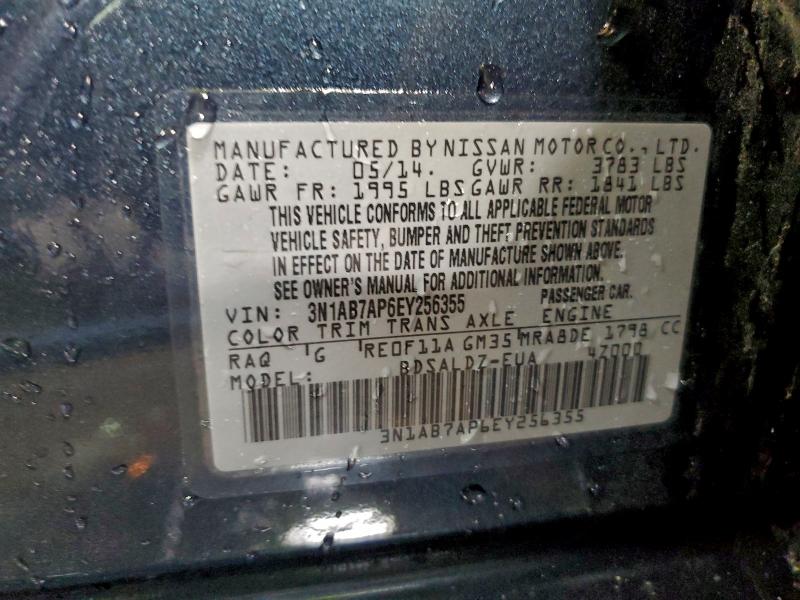 MANUFACTURED BY NISSAN MOTOR CO., LTD.
DATE: 05/14. GVWR: 3783 LBS
GAWR FR: 1995 LBS GAWR RR: 1841 LBS
THIS VEHICLE CONFORMS TO ALL APPLICABLE FEDERAL MOTOR
VEHICLE SAFETY, BUMPER AND THEFT PREVENTION STANDARDS
IN EFFECT ON THE DATE OF MANUFACTURE SHOWN ABOVE.
SEE OWNER'S MANUAL FOR ADDITIONAL INFORMATION.
VIN: 3N1AB7AP6EY256355 PASSENGER CAR.
COLOR TRIM TRANS AXLE ENGINE
RAQ G RE0F11A GM35 MRA8DE 1798 CC
MODEL: BDSALDZ-EUA 4Z000
3N1AB7AP6EY256355